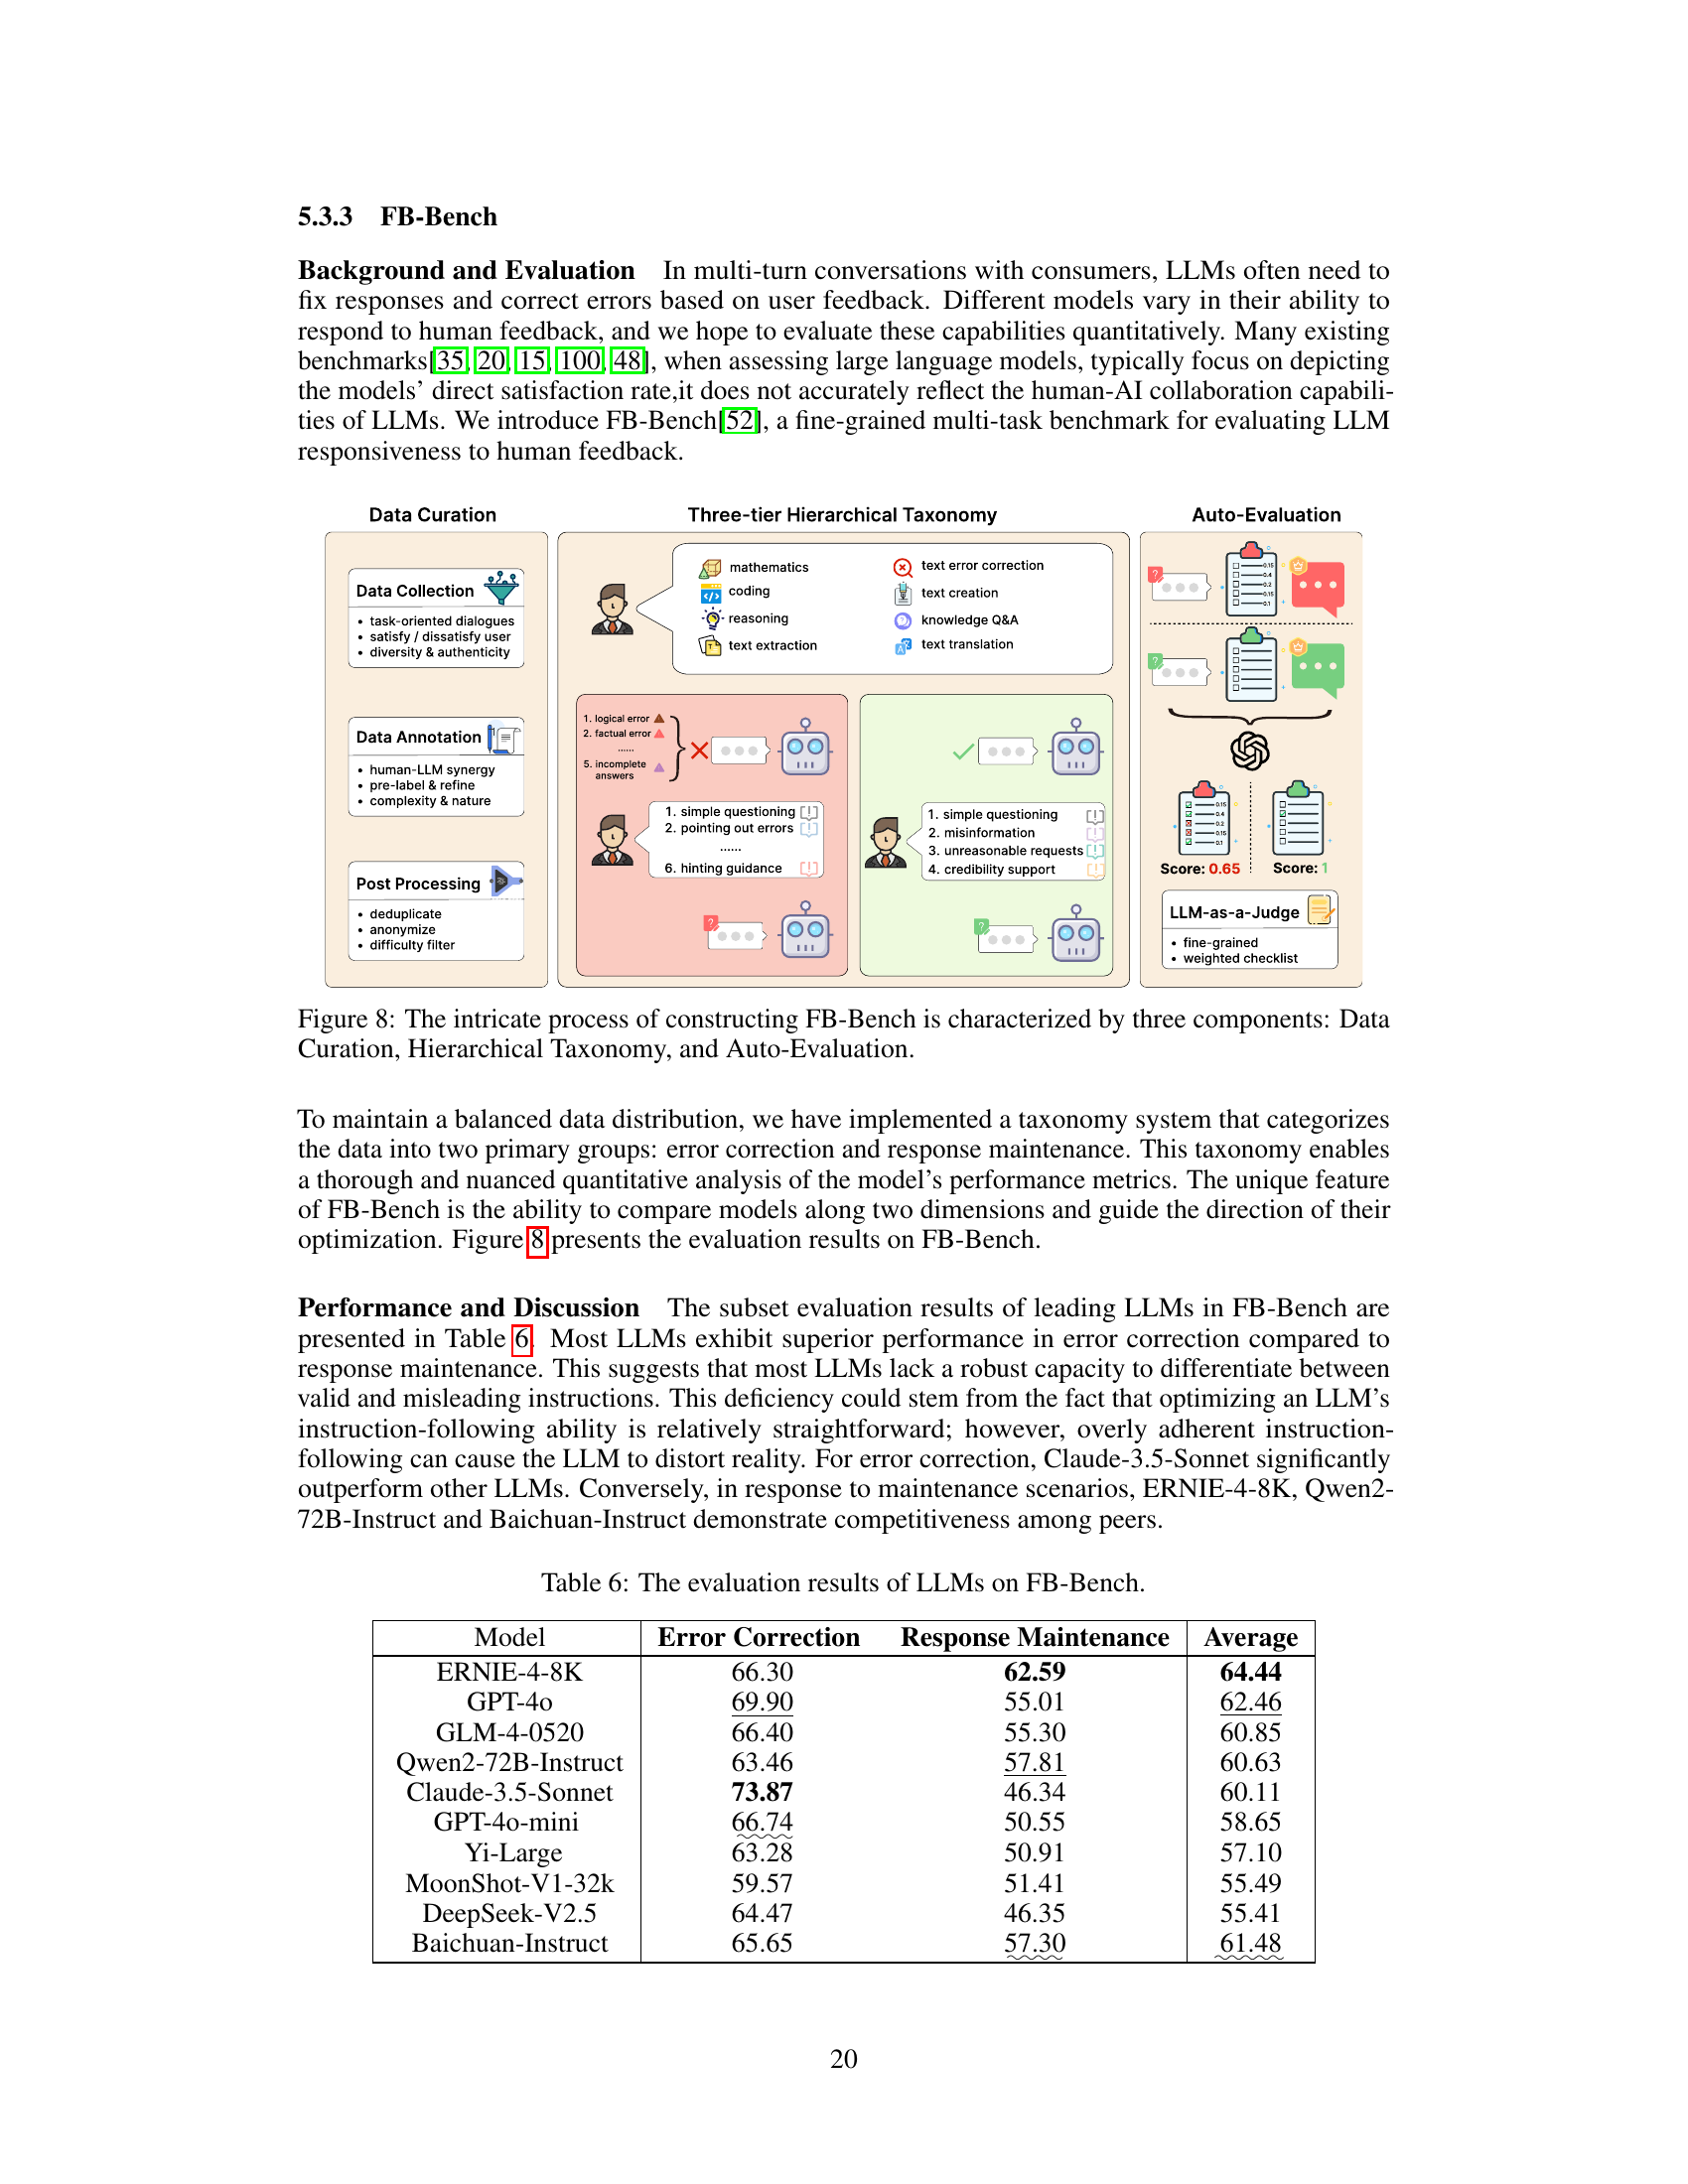 5.3.3 FB-Bench
Background and Evaluation In multi-turn conversations with consumers, LLMs often need to
fix responses and correct errors based on user feedback. Different models vary in their ability to
respond to human feedback, and we hope to evaluate these capabilities quantitatively. Many existing
benchmarks[35, 20, 15, 100, 48], when assessing large language models, typically focus on depicting
the models' direct satisfaction rate,it does not accurately reflect the human-AI collaboration capabili-
ties of LLMs. We introduce FB-Bench[52], a fine-grained multi-task benchmark for evaluating LLM
responsiveness to human feedback.
Data Curation
Data Collection
• task-oriented dialogues
• satisfy / dissatisfy user
• diversity & authenticity
Data Annotation
• human-LLM synergy
• pre-label & refine
• complexity & nature
Post Processing
• deduplicate
• anonymize
• difficulty filter
Three-tier Hierarchical Taxonomy
mathematics
coding
reasoning
text extraction
text error correction
text creation
knowledge Q&A
text translation
1. logical error
2. factual error
......
5. incomplete
answers
1. simple questioning
2. pointing out errors
......
6. hinting guidance
?
1. simple questioning
2. misinformation
3. unreasonable requests
4. credibility support
?
Auto-Evaluation
?
0.15
0.4
0.2
0.15
0.1
?
0.15
0.4
0.2
0.15
0.1
Score: 0.65
Score: 1
LLM-as-a-Judge
• fine-grained
• weighted checklist
Figure 8: The intricate process of constructing FB-Bench is characterized by three components: Data
Curation, Hierarchical Taxonomy, and Auto-Evaluation.
To maintain a balanced data distribution, we have implemented a taxonomy system that categorizes
the data into two primary groups: error correction and response maintenance. This taxonomy enables
a thorough and nuanced quantitative analysis of the model's performance metrics. The unique feature
of FB-Bench is the ability to compare models along two dimensions and guide the direction of their
optimization. Figure 8 presents the evaluation results on FB-Bench.
Performance and Discussion The subset evaluation results of leading LLMs in FB-Bench are
presented in Table 6. Most LLMs exhibit superior performance in error correction compared to
response maintenance. This suggests that most LLMs lack a robust capacity to differentiate between
valid and misleading instructions. This deficiency could stem from the fact that optimizing an LLM's
instruction-following ability is relatively straightforward; however, overly adherent instruction-
following can cause the LLM to distort reality. For error correction, Claude-3.5-Sonnet significantly
outperform other LLMs. Conversely, in response to maintenance scenarios, ERNIE-4-8K, Qwen2-
72B-Instruct and Baichuan-Instruct demonstrate competitiveness among peers.
Table 6: The evaluation results of LLMs on FB-Bench.
Model Error Correction Response Maintenance Average
ERNIE-4-8K 66.30 62.59 64.44
GPT-4o 69.90 55.01 62.46
GLM-4-0520 66.40 55.30 60.85
Qwen2-72B-Instruct 63.46 57.81 60.63
Claude-3.5-Sonnet 73.87 46.34 60.11
GPT-4o-mini 66.74 50.55 58.65
Yi-Large 63.28 50.91 57.10
MoonShot-V1-32k 59.57 51.41 55.49
DeepSeek-V2.5 64.47 46.35 55.41
Baichuan-Instruct 65.65 57.30 61.48
20